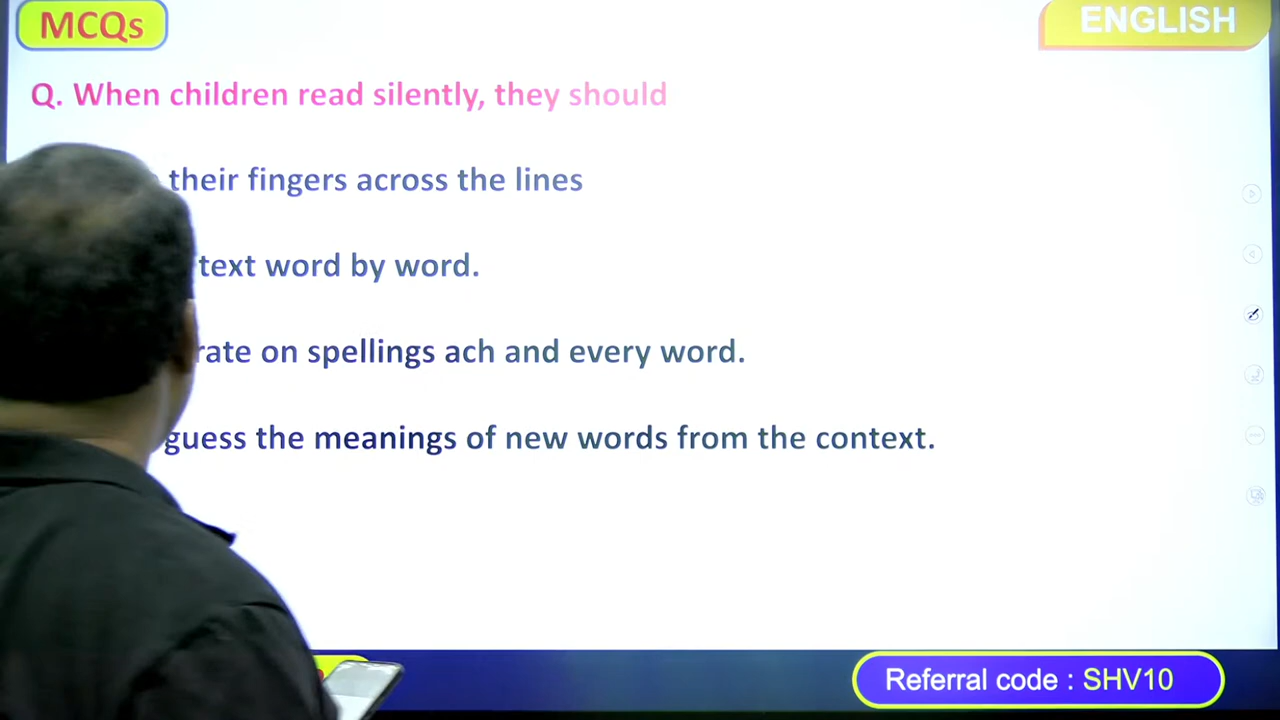 MCQs
ENGLISH
Q. When children read silently, they should
their fingers across the lines
text word by word.
on spellings ach and every word.
guess the meanings of new words from the context.
Referral code : SHV10